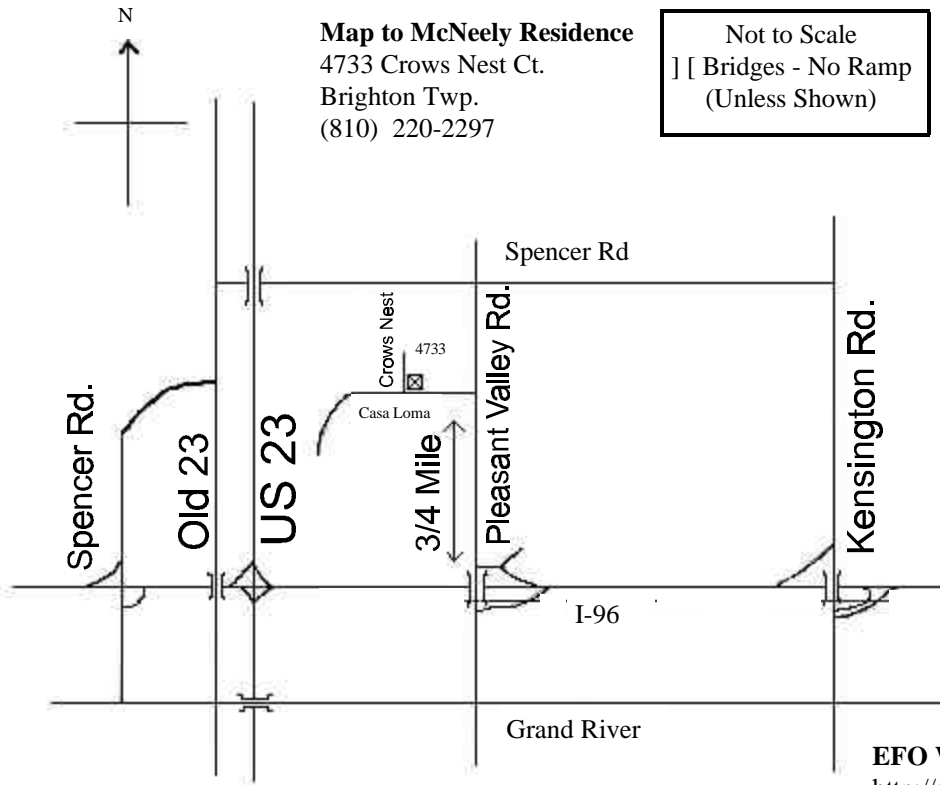 N
Map to McNeely Residence
4733 Crows Nest Ct.
Brighton Twp.
(810) 220-2297
Not to Scale
] [ Bridges - No Ramp
(Unless Shown)
Spencer Rd
Crows Nest
4733
Casa Loma
Pleasant Valley Rd.
Kensington Rd.
Spencer Rd.
Old 23
US 23
3/4 Mile
I-96
Grand River
EFO